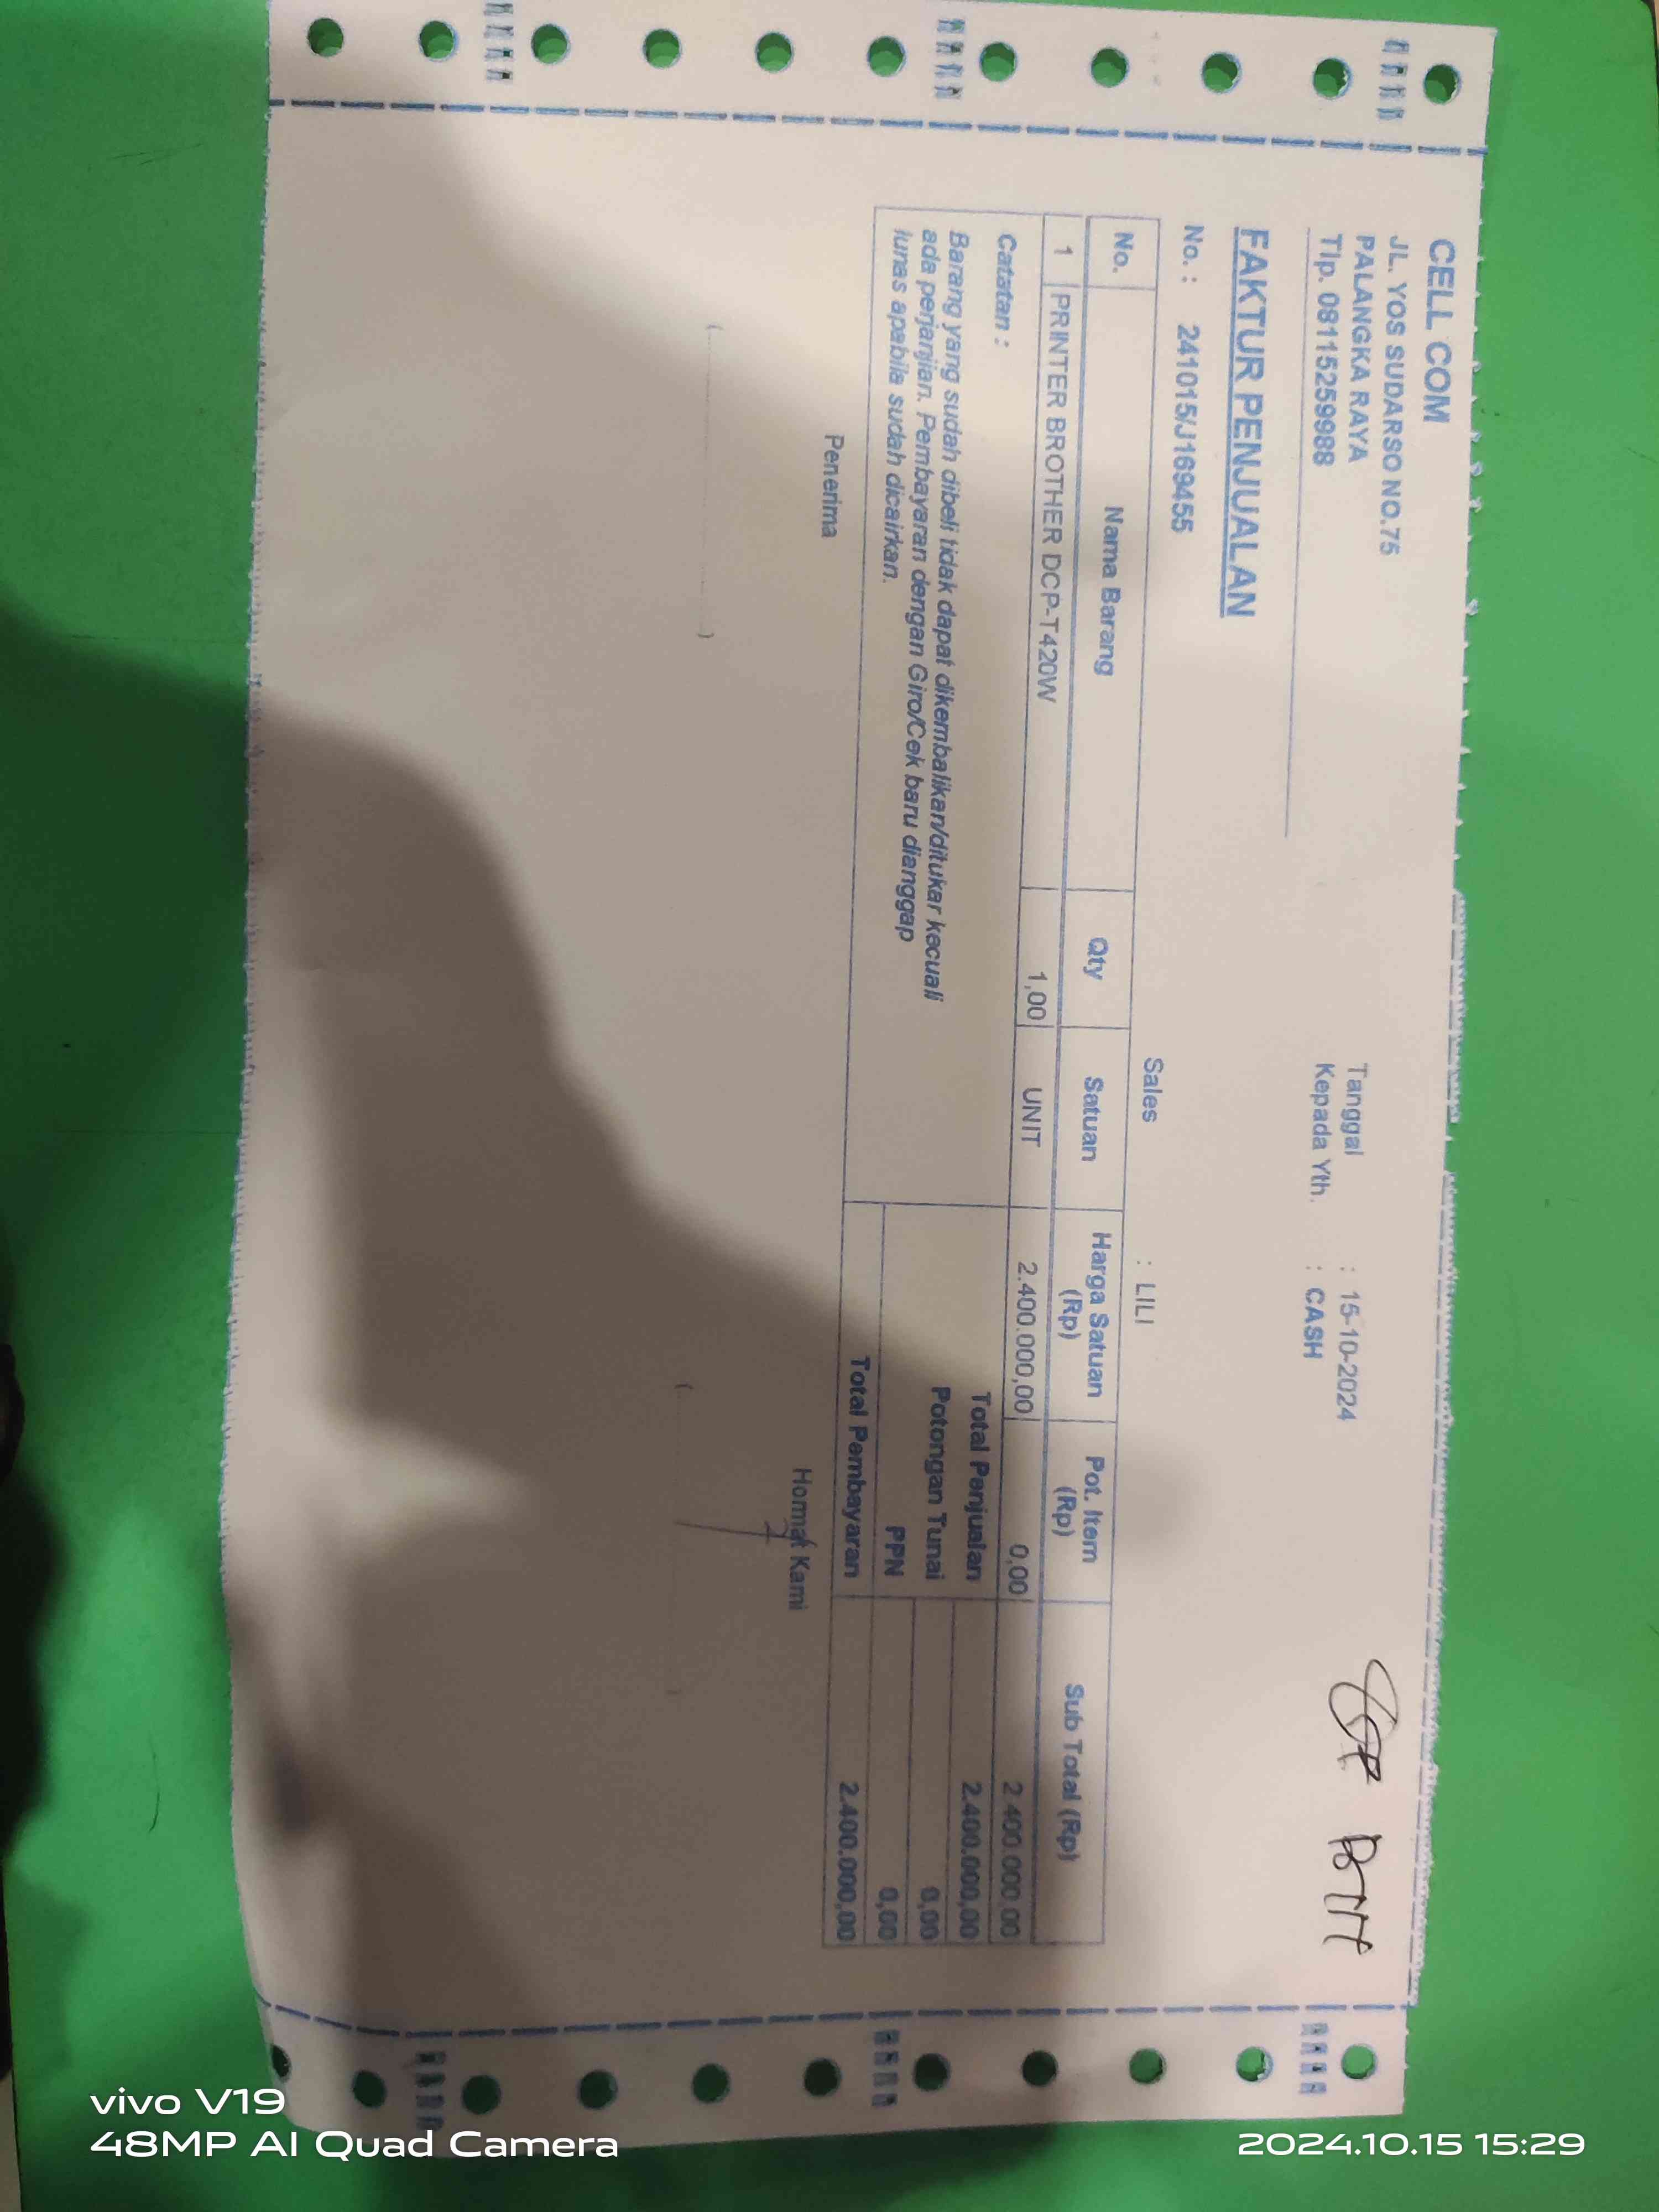 CELL COM
JL. YOS SUDARSO NO.75
PALANGKA RAYA
Tlp. 08115259988
Tanggal : 15-10-2024
Kepada Yth. : CASH
FAKTUR PENJUALAN
No. : 241015/J169455
Sales : LILI
No. Nama Barang Qty Satuan Harga Satuan (Rp) Pot. Item (Rp) Sub Total (Rp)
1 PRINTER BROTHER DCP-T420W 1,00 UNIT 2.400.000,00 0,00 2.400.000,00
Catatan :
Barang yang sudah dibeli tidak dapat dikembalikan/ditukar kecuali
ada perjanjian. Pembayaran dengan Giro/Cek baru dianggap
lunas apabila sudah dicairkan.
Total Penjualan 2.400.000,00
Potongan Tunai 0,00
PPN 0,00
Total Pembayaran 2.400.000,00
Penerima
Hormat Kami
vivo V19
48MP AI Quad Camera
2024.10.15 15:29